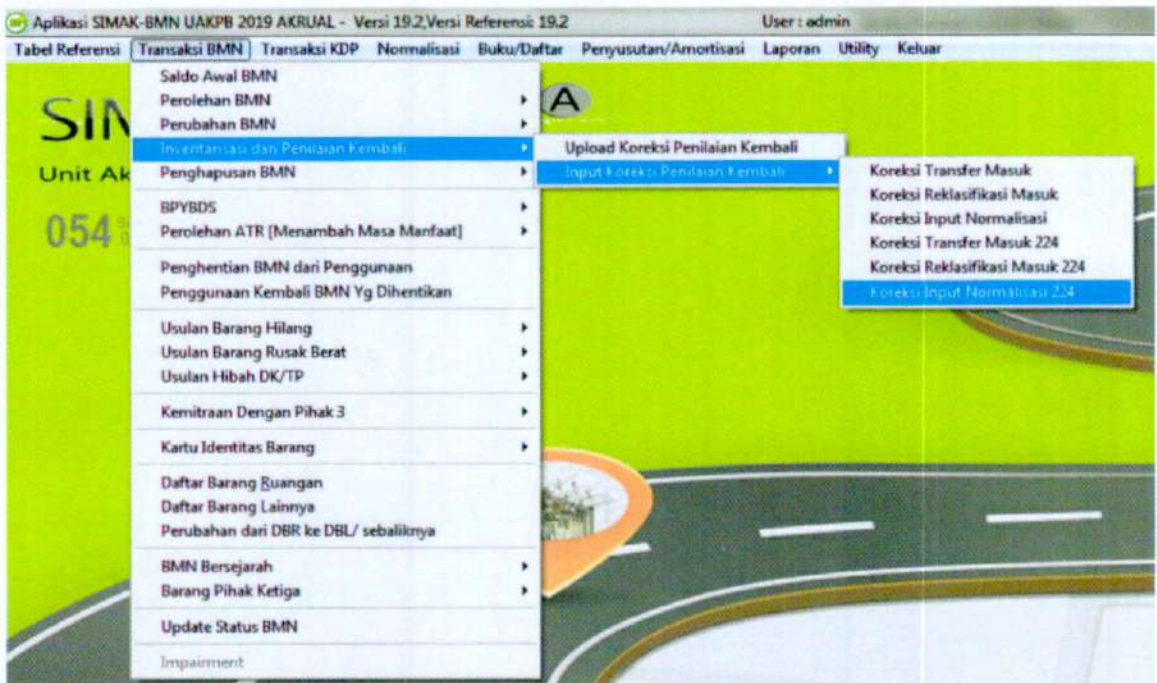 Aplikasi SIMAK-BMN UAKPB 2019 AKRUAL - Versi 19.2,Versi Referensi: 19.2 User : admin
Tabel Referensi Transaksi BMN Transaksi KDP Normalisasi Buku/Daftar Penyusutan/Amortisasi Laporan Utility Keluar
SIM
A
Unit Ak
054
Saldo Awal BMN
Perolehan BMN
Perubahan BMN
Inventarisasi dan Penilaian Kembali
Penghapusan BMN
BPYBDS
Perolehan ATR [Menambah Masa Manfaat]
Penghentian BMN dari Penggunaan
Penggunaan Kembali BMN Yg Dihentikan
Usulan Barang Hilang
Usulan Barang Rusak Berat
Usulan Hibah DK/TP
Kemitraan Dengan Pihak 3
Kartu Identitas Barang
Daftar Barang Ruangan
Daftar Barang Lainnya
Perubahan dari DBR ke DBL/ sebaliknya
BMN Bersejarah
Barang Pihak Ketiga
Update Status BMN
Impairment
Upload Koreksi Penilaian Kembali
Input Koreksi Penilaian Kembali
Koreksi Transfer Masuk
Koreksi Reklasifikasi Masuk
Koreksi Input Normalisasi
Koreksi Transfer Masuk 224
Koreksi Reklasifikasi Masuk 224
Koreksi Input Normalisasi 224